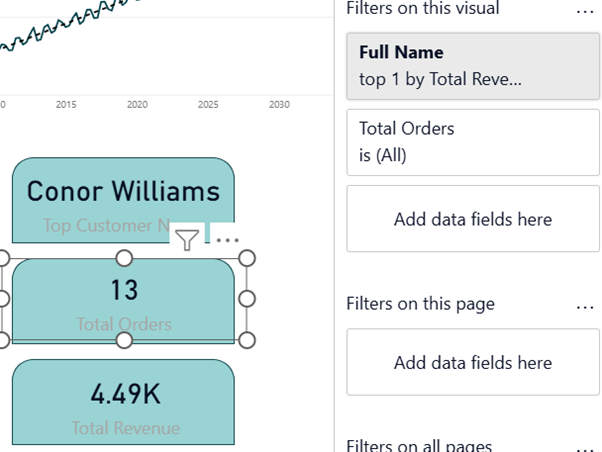 Filters on this visual ...
Full Name
top 1 by Total Reve...
Total Orders
is (All)
Add data fields here
Filters on this page ...
Add data fields here
Filters on all pages ...
0 2015 2020 2025 2030
Conor Williams
Top Customer N
13
Total Orders
4.49K
Total Revenue